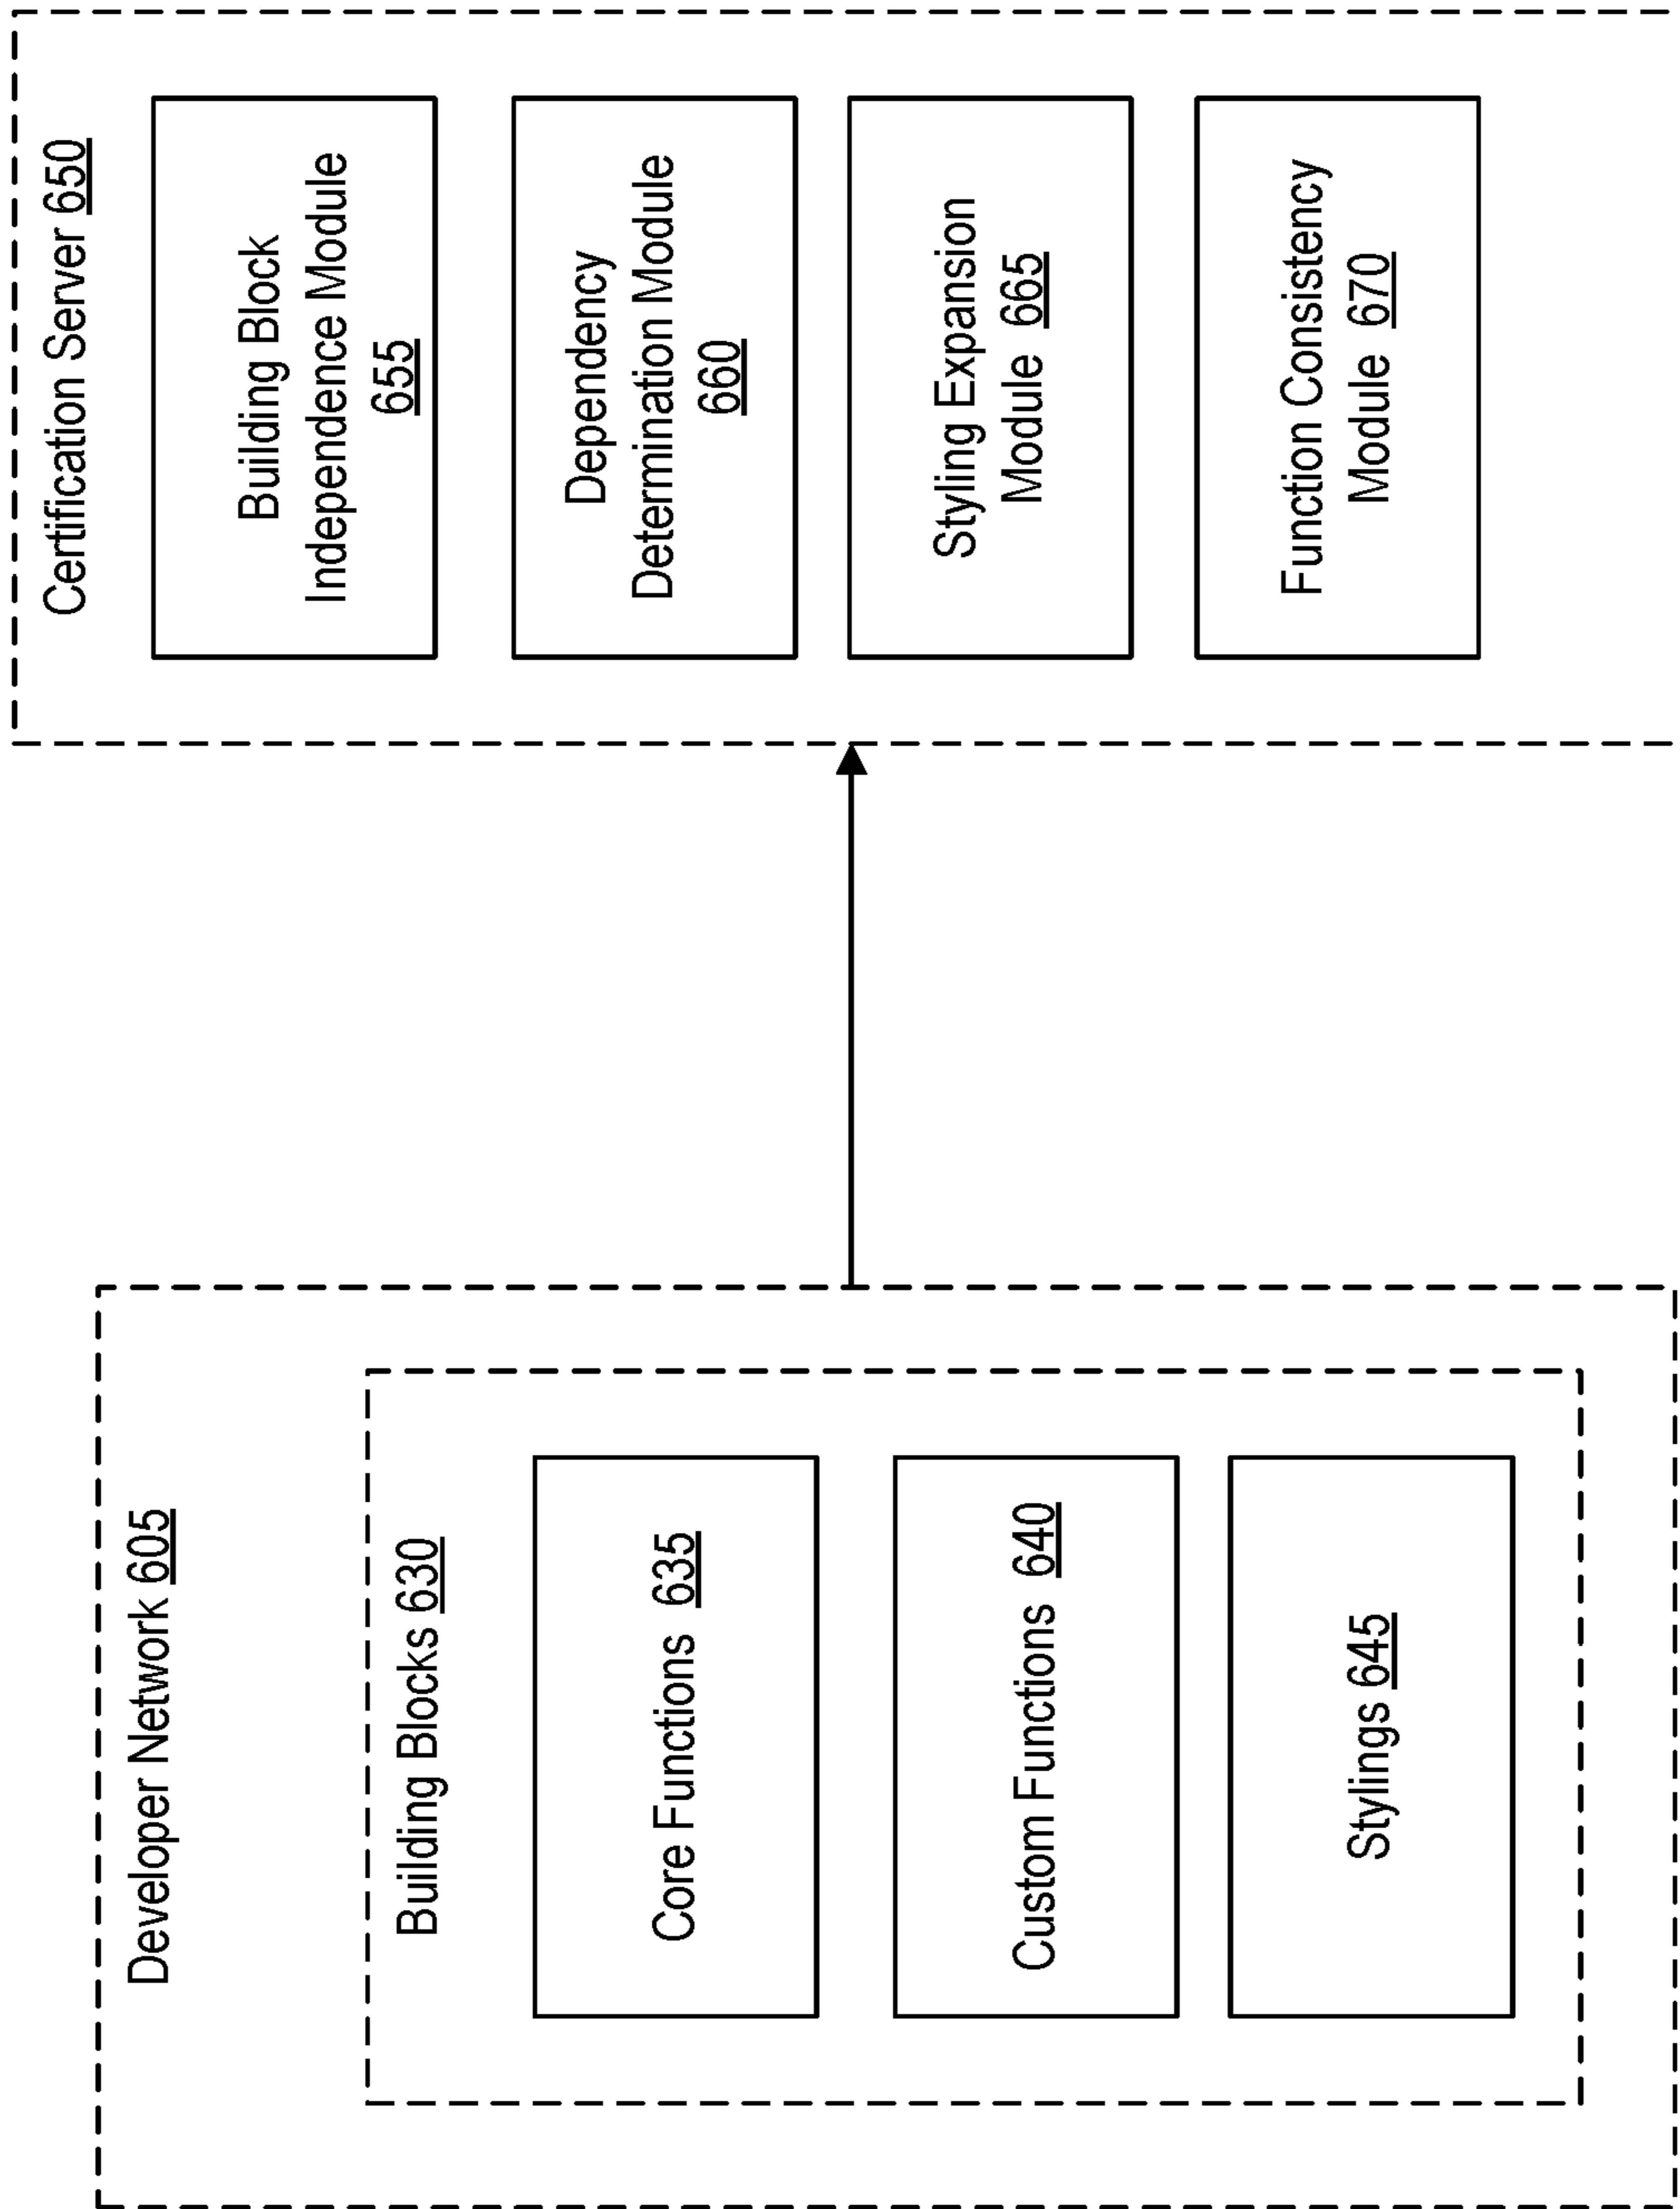 Developer Network 605
Building Blocks 630
Core Functions 635
Custom Functions 640
Stylings 645
Certification Server 650
Building Block
Independence Module
655
Dependency
Determination Module
660
Styling Expansion
Module 665
Function Consistency
Module 670